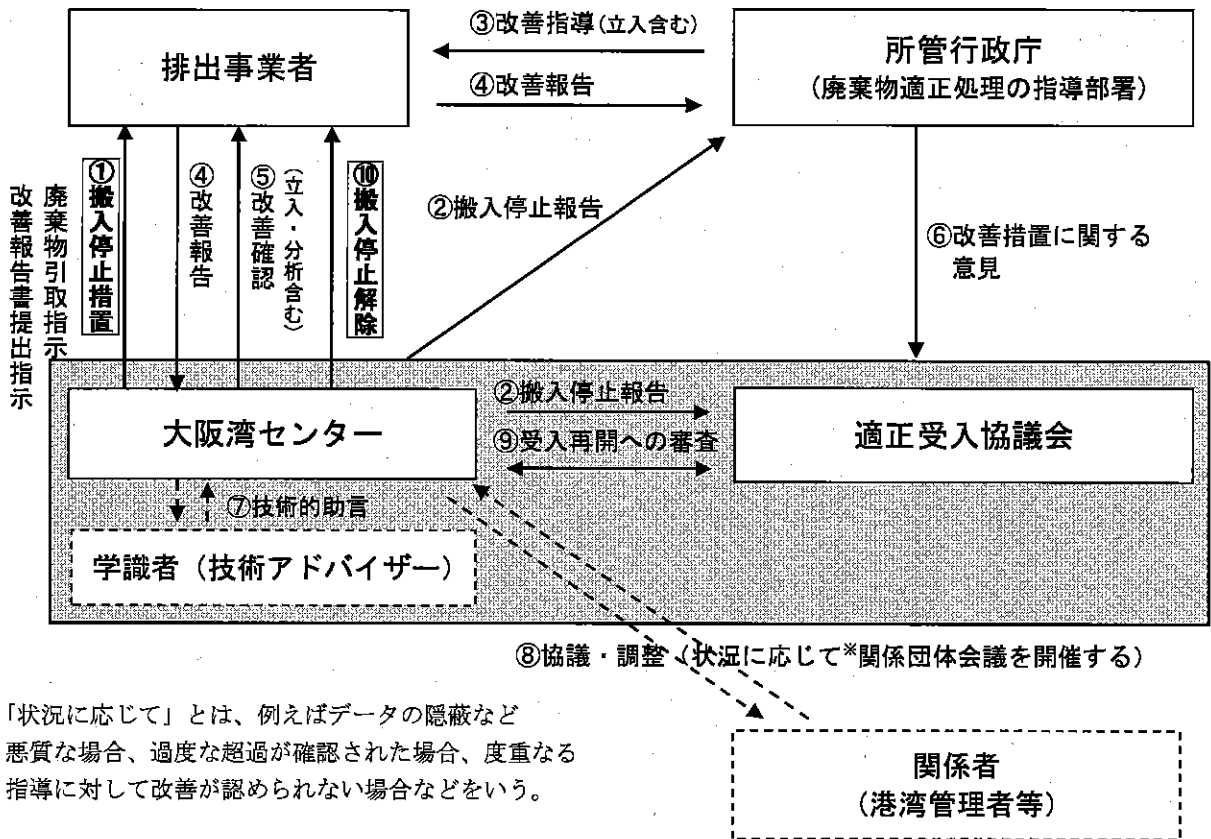 ③改善指導(立入含む)
排出事業者
所管行政庁
(廃棄物適正処理の指導部署)
④改善報告
①搬入停止措置
廃棄物引取指示
改善報告書提出指示
④改善報告
⑤改善確認
(立入・分析含む)
⑩搬入停止解除
②搬入停止報告
⑥改善措置に関する
意見
大阪湾センター
②搬入停止報告
⑨受入再開への審査
適正受入協議会
⑦技術的助言
学識者(技術アドバイザー)
⑧協議・調整(状況に応じて※関係団体会議を開催する)
「状況に応じて」とは、例えばデータの隠蔽など
悪質な場合、過度な超過が確認された場合、度重なる
指導に対して改善が認められない場合などをいう。
関係者
(港湾管理者等)